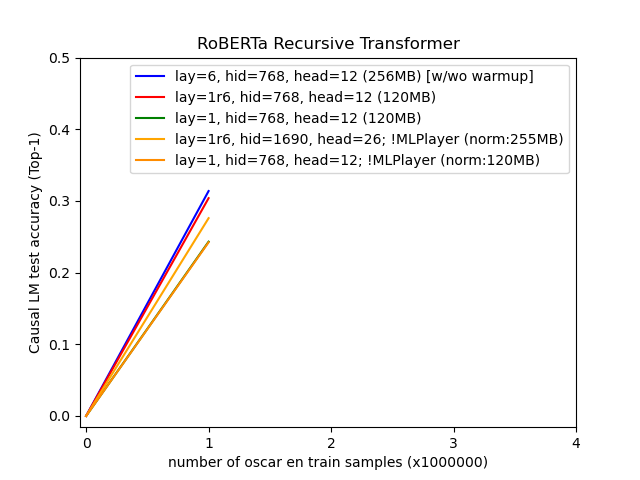 RoBERTa Recursive Transformer
lay=6, hid=768, head=12 (256MB) [w/wo warmup]
lay=1r6, hid=768, head=12 (120MB)
lay=1, hid=768, head=12 (120MB)
lay=1r6, hid=1690, head=26; !MLPlayer (norm:255MB)
lay=1, hid=768, head=12; !MLPlayer (norm:120MB)
Causal LM test accuracy (Top-1)
0.5
0.4
0.3
0.2
0.1
0.0
0 1 2 3 4
number of oscar en train samples (x1000000)